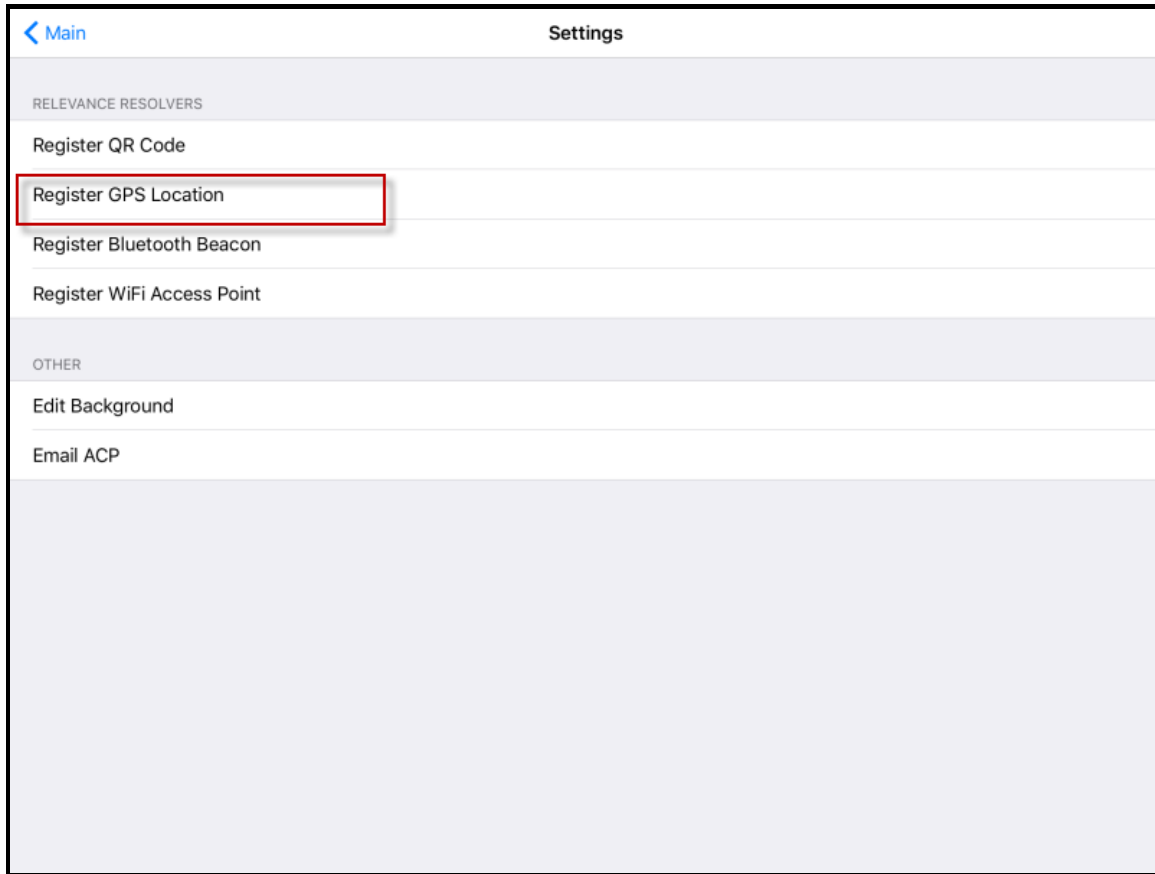 Main
Settings
RELEVANCE RESOLVERS
Register QR Code
Register GPS Location
Register Bluetooth Beacon
Register WiFi Access Point
OTHER
Edit Background
Email ACP